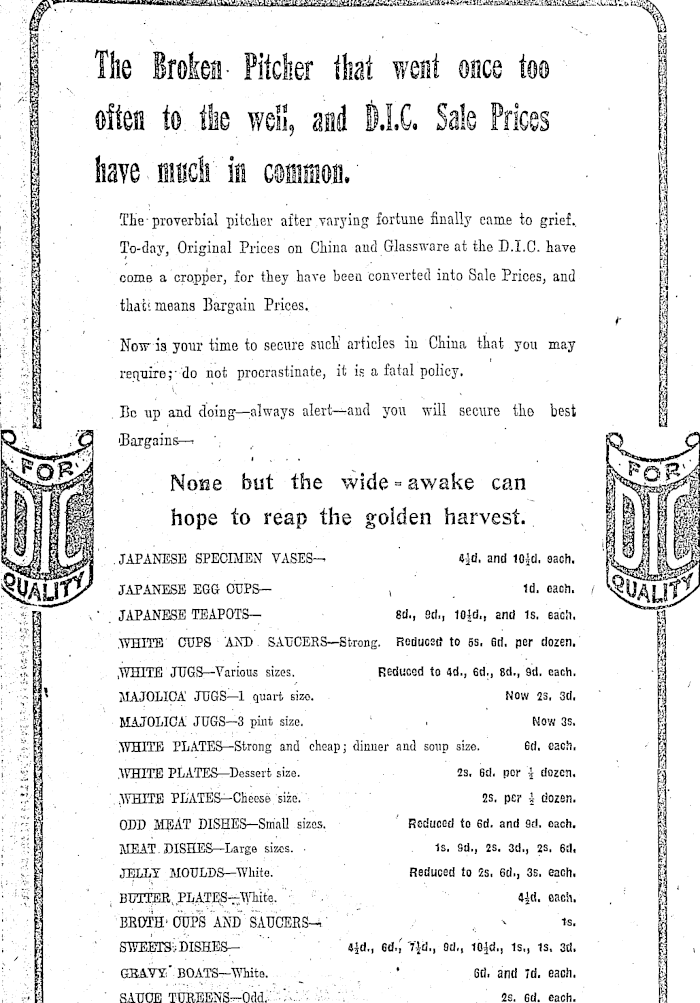 The Broken Pitcher that went once too
often to the well, and D.I.C. Sale Prices
have much in common.
The proverbial pitcher after varying fortune finally came to grief.
To-day, Original Prices on China and Glassware at the D.I.C. have
come a cropper, for they have been converted into Sale Prices, and
that means Bargain Prices.
Now is your time to secure such articles in China that you may
require; do not procrastinate, it is a fatal policy.
Be up and doing—always alert—and you will secure the best
Bargains—
None but the wide-awake can
hope to reap the golden harvest.
FOR
DIC
QUALITY
FOR
DIC
QUALITY
JAPANESE SPECIMEN VASES— 4½d. and 10½d. each.
JAPANESE EGG CUPS— 1d. each.
JAPANESE TEAPOTS— 8d., 9d., 10½d., and 1s. each.
WHITE CUPS AND SAUCERS—Strong. Reduced to 5s. 6d. per dozen.
WHITE JUGS—Various sizes. Reduced to 4d., 6d., 8d., 9d. each.
MAJOLICA JUGS—1 quart size. Now 2s. 3d.
MAJOLICA JUGS—3 pint size. Now 3s.
WHITE PLATES—Strong and cheap; dinner and soup size. 6d. each.
WHITE PLATES—Dessert size. 2s. 6d. per ½ dozen.
WHITE PLATES—Cheese size. 2s. per ½ dozen.
ODD MEAT DISHES—Small sizes. Reduced to 6d. and 9d. each.
MEAT DISHES—Large sizes. 1s. 9d., 2s. 3d., 2s. 6d.
JELLY MOULDS—White. Reduced to 2s. 6d., 3s. each.
BUTTER PLATES—White. 4½d. each.
BROTH CUPS AND SAUCERS— 1s.
SWEETS DISHES— 4½d., 6d., 7½d., 9d., 10½d., 1s., 1s. 3d.
GRAVY BOATS—White. 6d. and 7d. each.
SAUCE TUREENS—Odd. 2s. 6d. each.